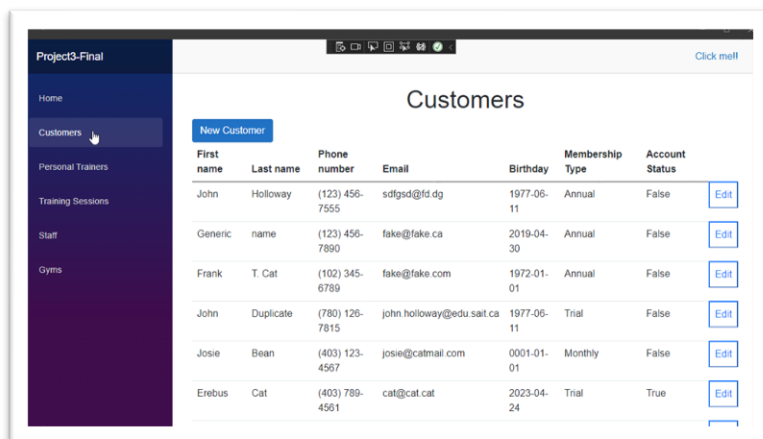 Project3-Final
Click me!!
Home
Customers
Personal Trainers
Training Sessions
Staff
Gyms
Customers
New Customer
First name Last name Phone number Email Birthday Membership Type Account Status
John Holloway (123) 456-7555 sdfgsd@fd.dg 1977-06-11 Annual False Edit
Generic name (123) 456-7890 fake@fake.ca 2019-04-30 Annual False Edit
Frank T. Cat (102) 345-6789 fake@fake.com 1972-01-01 Annual False Edit
John Duplicate (780) 126-7815 john.holloway@edu.sait.ca 1977-06-11 Trial False Edit
Josie Bean (403) 123-4567 josie@catmail.com 0001-01-01 Monthly False Edit
Erebus Cat (403) 789-4561 cat@cat.cat 2023-04-24 Trial True Edit